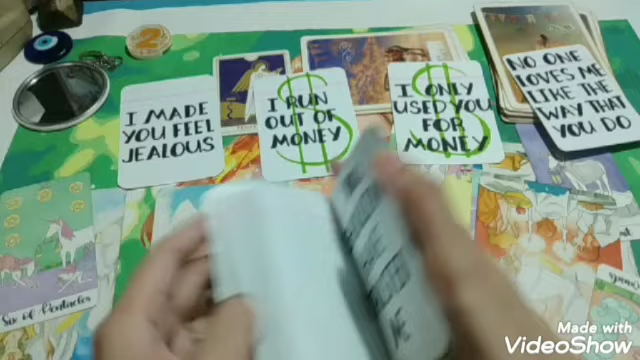 I MADE
YOU FEEL
JEALOUS
I RUN
OUT OF
MONEY
I ONLY
USED YOU
FOR
MONEY
NO ONE
LOVES ME
LIKE THE
WAY THAT
YOU DO
Six of Pentacles
Made with
VideoShow